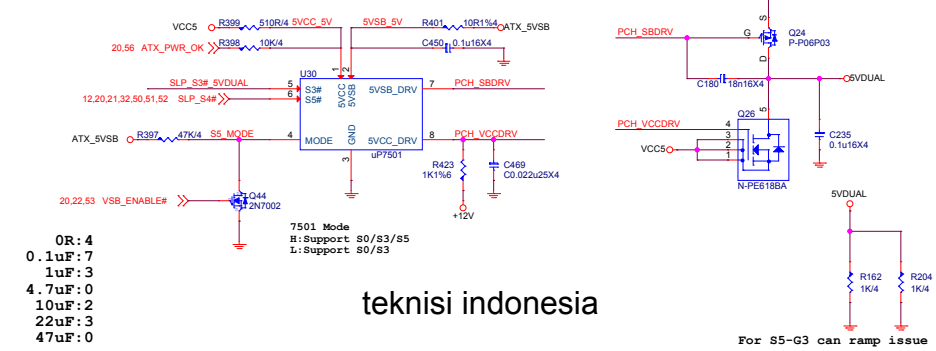 VCC5 R399 510R/4 5VCC_5V 5VSB_5V R401 10R1%4 ATX_5VSB
20,56 ATX_PWR_OK R398 10K/4 C450 0.1u16X4
1 2
U30
SLP_S3#_5VDUAL 5 S3# 5VCC 5VSB 5VSB_DRV 7 PCH_SBDRV
12,20,21,32,50,51,52 SLP_S4# 6 S5#
ATX_5VSB R397 47K/4 S5_MODE 4 MODE GND 5VCC_DRV 8 PCH_VCCDRV
3 uP7501
R423
1K1%6
C469
C0.022u25X4
+12V
20,22,53 VSB_ENABLE# Q44
2N7002
7501 Mode
H:Support S0/S3/S5
L:Support S0/S3
0R:4
0.1uF:7
1uF:3
4.7uF:0
10uF:2
22uF:3
47uF:0
teknisi indonesia
S
PCH_SBDRV G Q24
P-P06P03
D
C180 18n16X4 5VDUAL
5
Q26
PCH_VCCDRV 4
3
VCC5 2
1
N-PE618BA
C235
0.1u16X4
5VDUAL
R162
1K/4
R204
1K/4
For S5-G3 can ramp issue